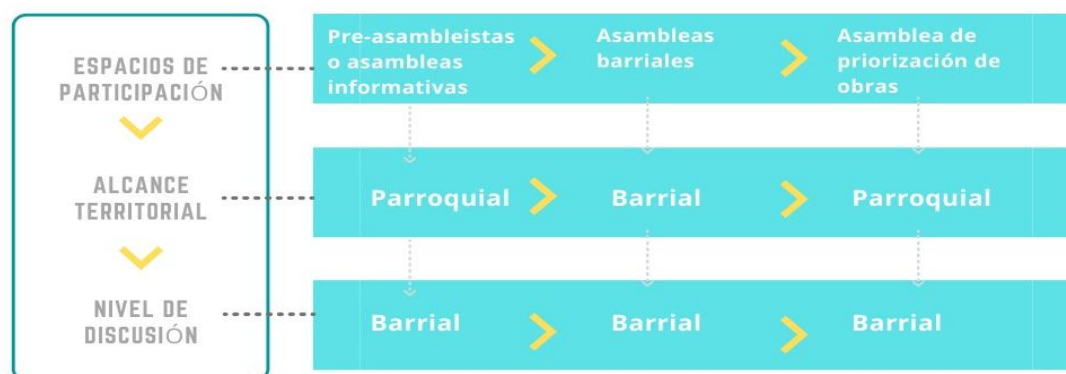 ESPACIOS DE
PARTICIPACIÓN
Pre-asambleistas
o asambleas
informativas
Asambleas
barriales
Asamblea de
priorización de
obras
ALCANCE
TERRITORIAL
Parroquial
Barrial
Parroquial
NIVEL DE
DISCUSIÓN
Barrial
Barrial
Barrial